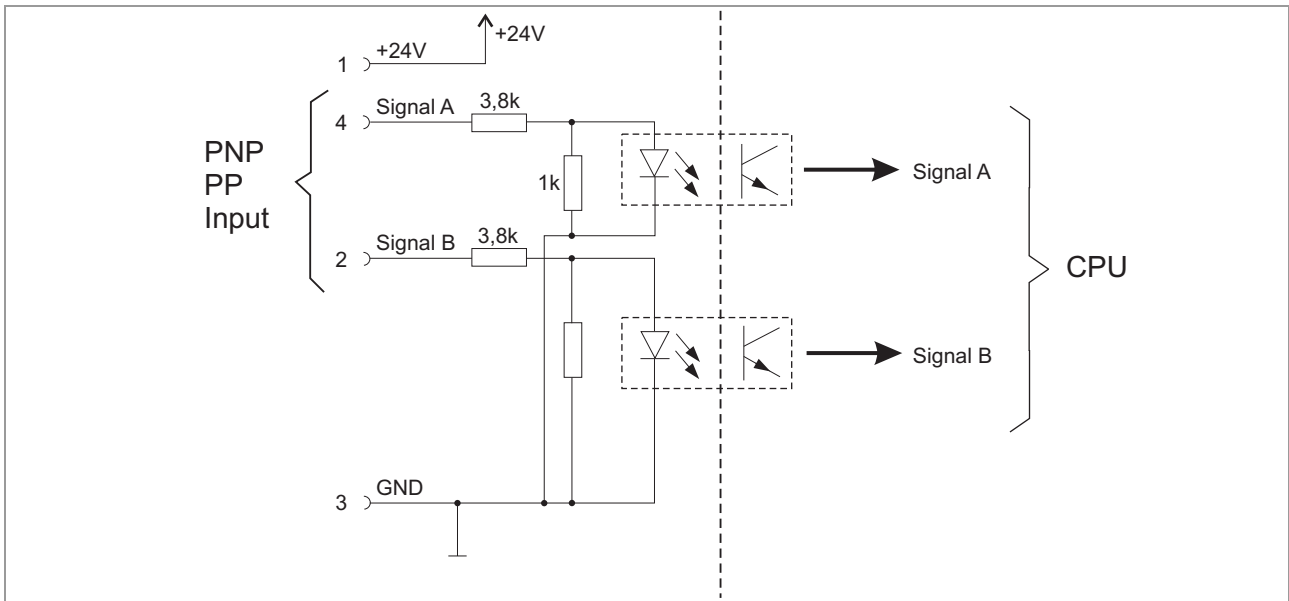 +24V
1 +24V
4 Signal A 3,8k
PNP
PP
Input
1k
Signal A
2 Signal B 3,8k
CPU
Signal B
3 GND